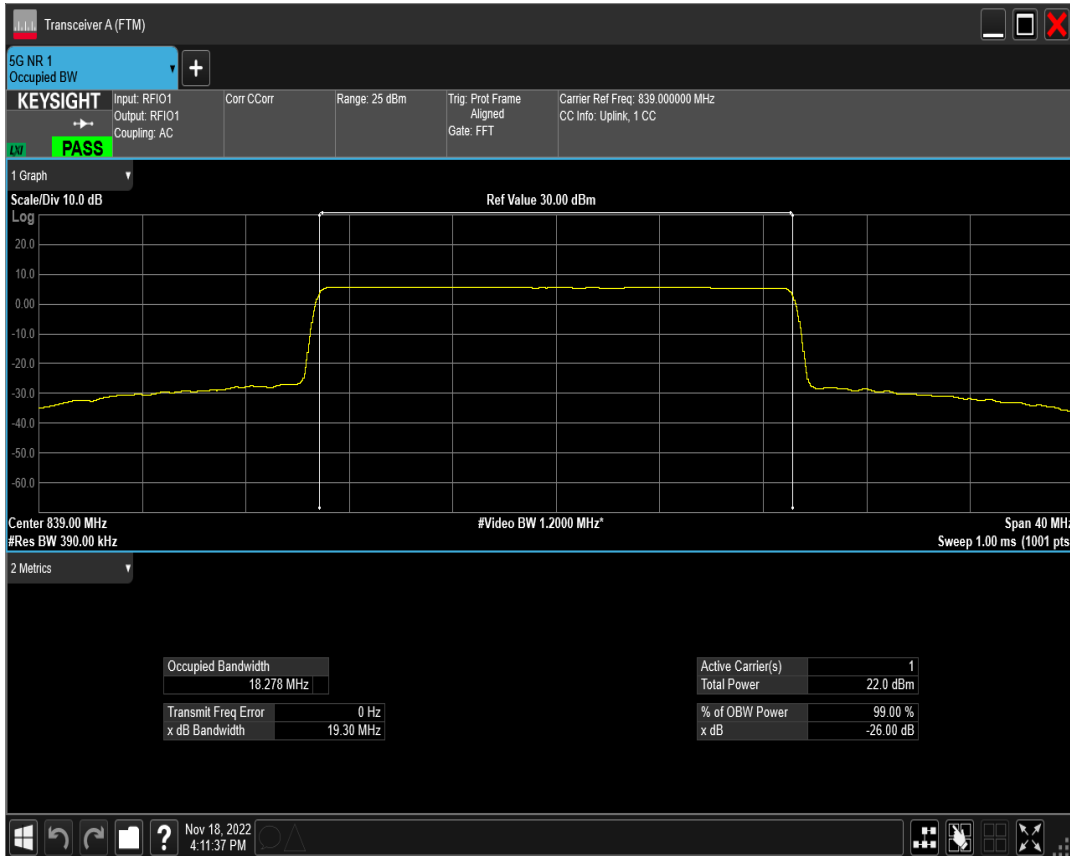 Transceiver A (FTM)
5G NR 1
Occupied BW
+
KEYSIGHT
LXI
PASS
Input: RFIO1
Output: RFIO1
Coupling: AC
Corr CCorr
Range: 25 dBm
Trig: Prot Frame
Aligned
Gate: FFT
Carrier Ref Freq: 839.000000 MHz
CC Info: Uplink, 1 CC
1 Graph
Scale/Div 10.0 dB
Ref Value 30.00 dBm
Log
20.0
10.0
0.00
-10.0
-20.0
-30.0
-40.0
-50.0
-60.0
Center 839.00 MHz
#Video BW 1.2000 MHz*
Span 40 MHz
#Res BW 390.00 kHz
Sweep 1.00 ms (1001 pts
2 Metrics
Occupied Bandwidth
18.278 MHz
Transmit Freq Error 0 Hz
x dB Bandwidth 19.30 MHz
Active Carrier(s) 1
Total Power 22.0 dBm
% of OBW Power 99.00 %
x dB -26.00 dB
?
Nov 18, 2022
4:11:37 PM